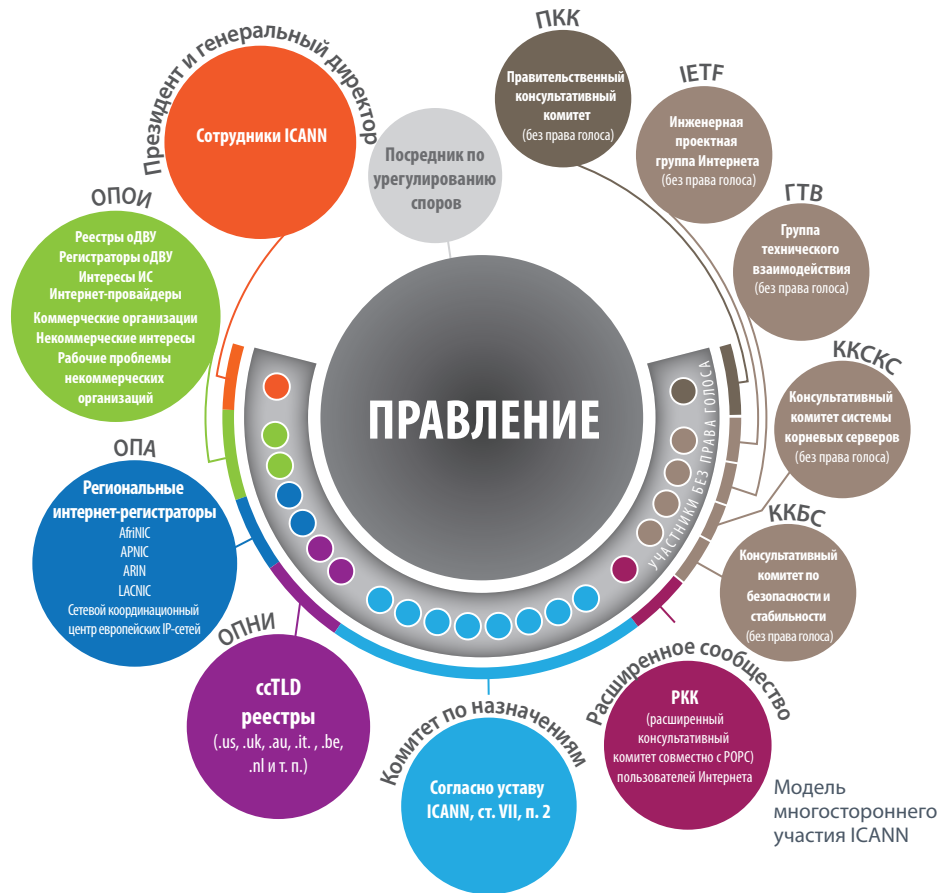 ПКК
Правительственный
консультативный
комитет
(без права голоса)
IETF
Инженерная
проектная
группа Интернета
(без права голоса)
ГТВ
Группа
технического
взаимодействия
(без права голоса)
ККСКС
Консультативный
комитет системы
корневых серверов
(без права голоса)
ККБС
Консультативный
комитет по
безопасности и
стабильности
(без права голоса)
Президент и генеральный директор
Сотрудники ICANN
Посредник по
урегулированию
споров
ОПОИ
Реестры оДВУ
Регистраторы оДВУ
Интересы ИС
Интернет-провайдеры
Коммерческие организации
Некоммерческие интересы
Рабочие проблемы
некоммерческих
организаций
ПРАВЛЕНИЕ
УЧАСТНИКИ БЕЗ ПРАВА ГОЛОСА
ОПА
Региональные
интернет-регистраторы
AfriNIC
APNIC
ARIN
LACNIC
Сетевой координационный
центр европейских IP-сетей
ОПНИ
ccTLD
реестры
(.us, .uk, .au, .it. , .be,
.nl и т. п.)
Комитет по назначениям
Согласно уставу
ICANN, ст. VII, п. 2
Расширенное сообщество
РКК
(расширенный
консультативный
комитет совместно с РОРС)
пользователей Интернета
Модель
многостороннего
участия ICANN